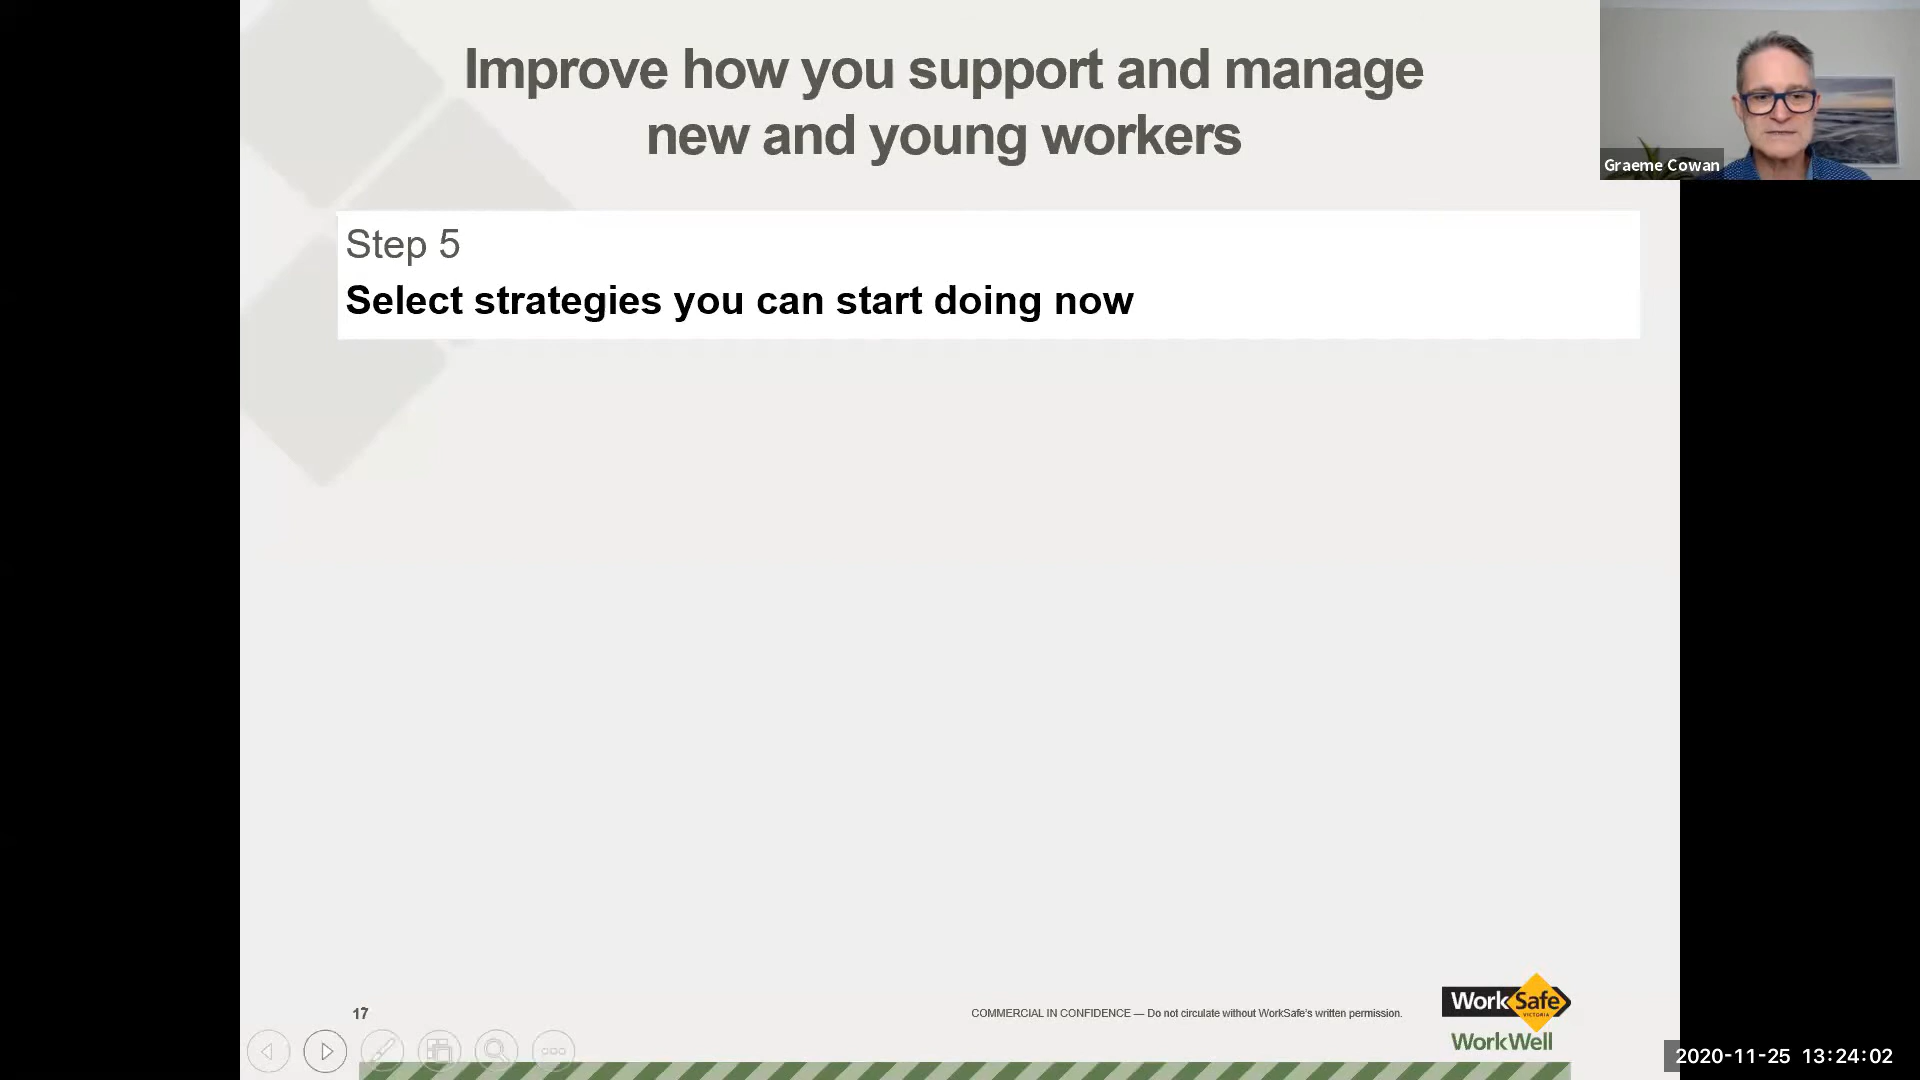 Improve how you support and manage
new and young workers
Graeme Cowan
Step 5
Select strategies you can start doing now
17
COMMERCIAL IN CONFIDENCE — Do not circulate without WorkSafe's written permission.
WorkSafe
VICTORIA
WorkWell
2020-11-25 13:24:02